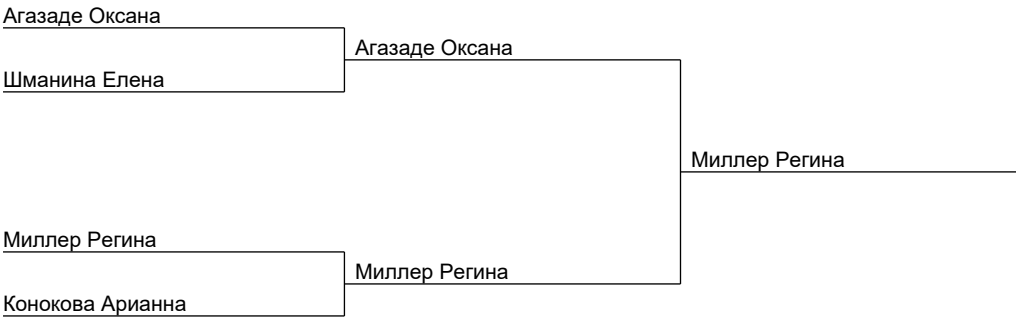 Агазаде Оксана
Агазаде Оксана
Шманина Елена
Миллер Регина
Миллер Регина
Миллер Регина
Конокова Арианна